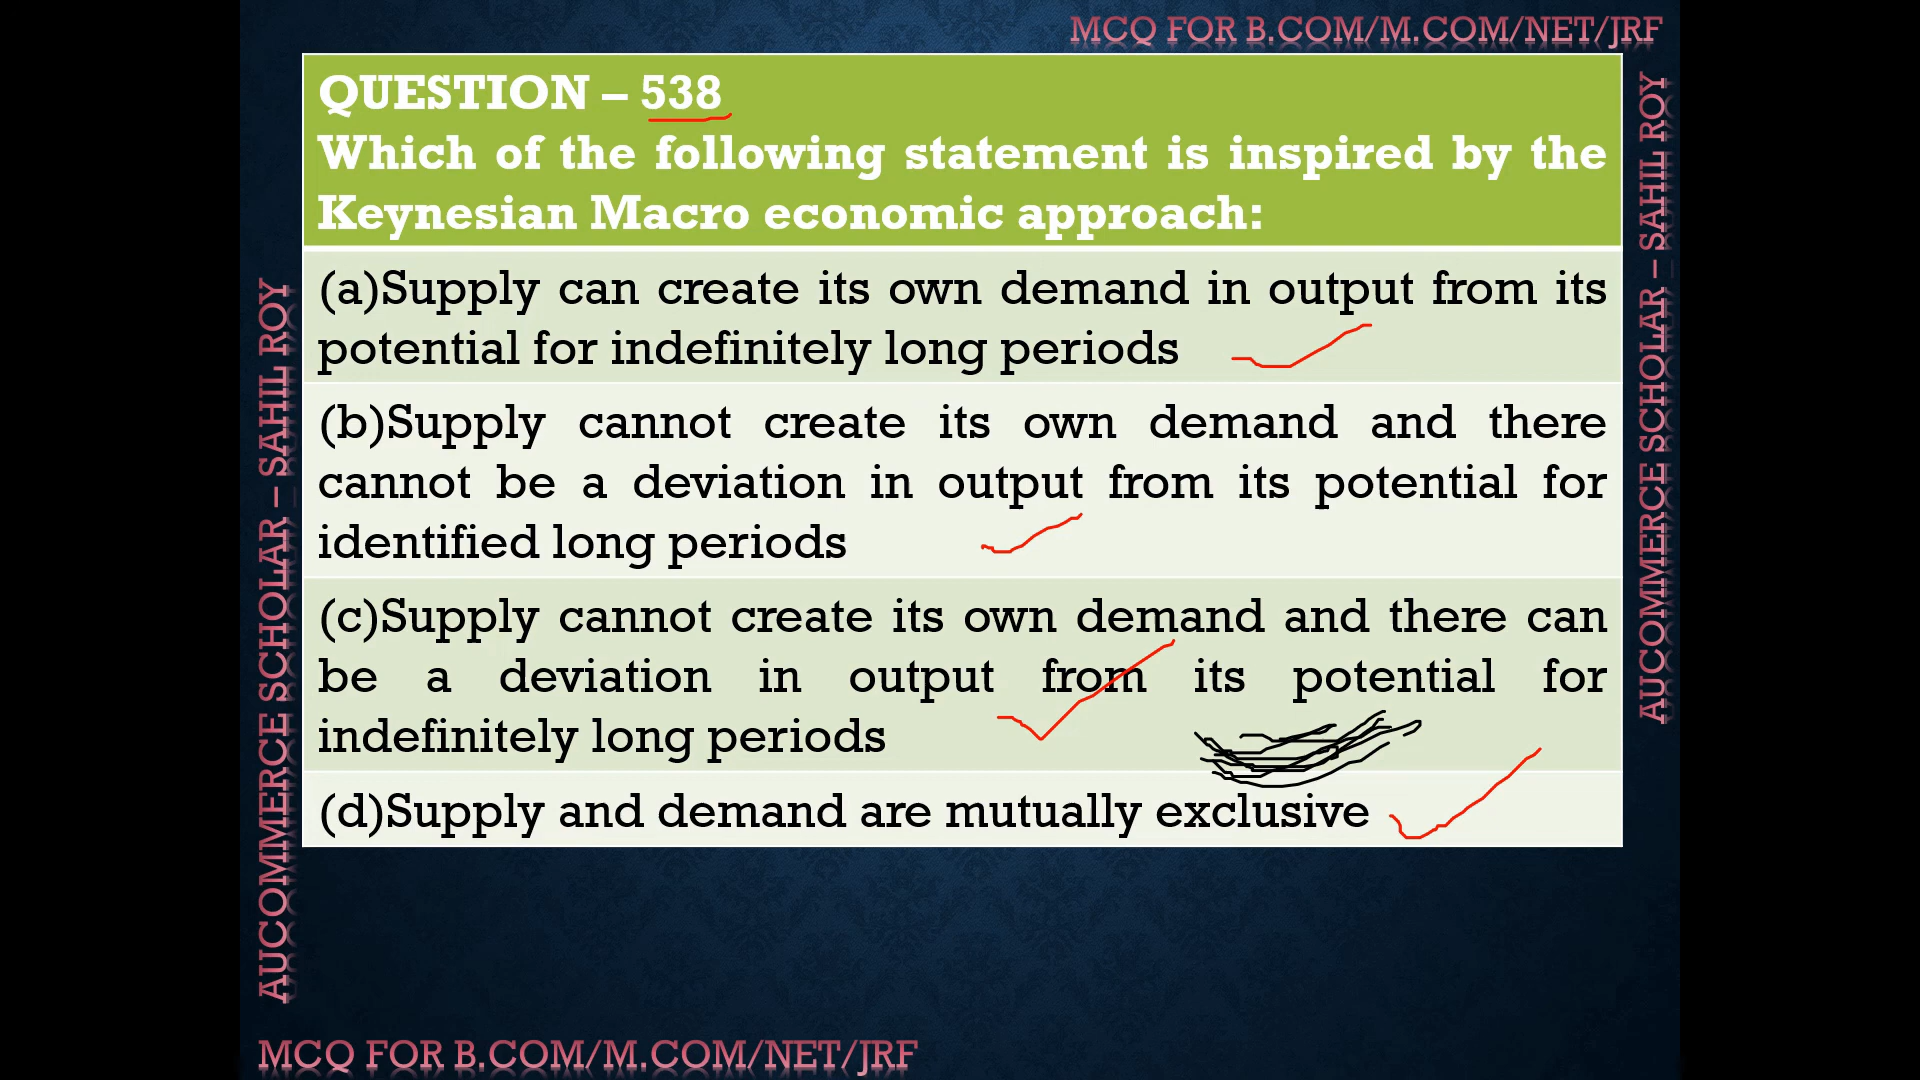 MCQ FOR B.COM/M.COM/NET/JRF
QUESTION – 538
Which of the following statement is inspired by the
Keynesian Macro economic approach:
(a)Supply can create its own demand in output from its
potential for indefinitely long periods
(b)Supply cannot create its own demand and there
cannot be a deviation in output from its potential for
identified long periods
(c)Supply cannot create its own demand and there can
be a deviation in output from its potential for
indefinitely long periods
(d)Supply and demand are mutually exclusive
AUCOMMERCE SCHOLAR – SAHIL ROY
AUCOMMERCE SCHOLAR – SAHIL ROY
MCQ FOR B.COM/M.COM/NET/JRF